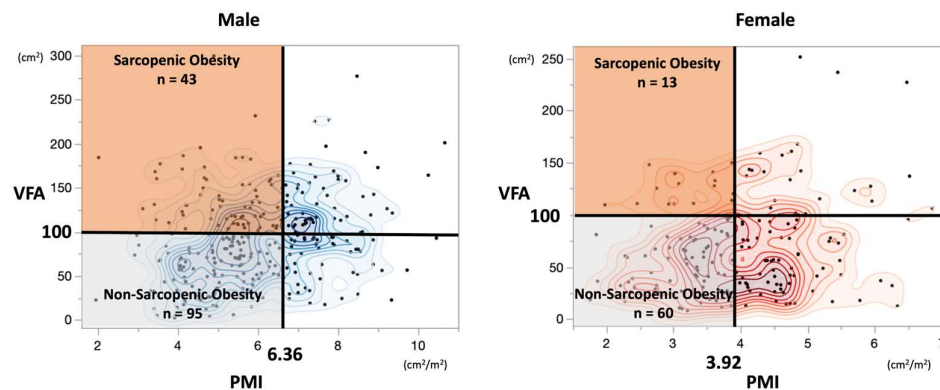 Male
(cm²)
300
250
200
150
100
50
0
VFA
Sarcopenic Obesity
n = 43
Non-Sarcopenic Obesity
n = 95
2
4
6
6.36
8
10
(cm²/m²)
PMI
Female
(cm²)
250
200
150
100
50
0
VFA
Sarcopenic Obesity
n = 13
Non-Sarcopenic Obesity
n = 60
2
3
3.92
4
5
6
7
(cm²/m²)
PMI